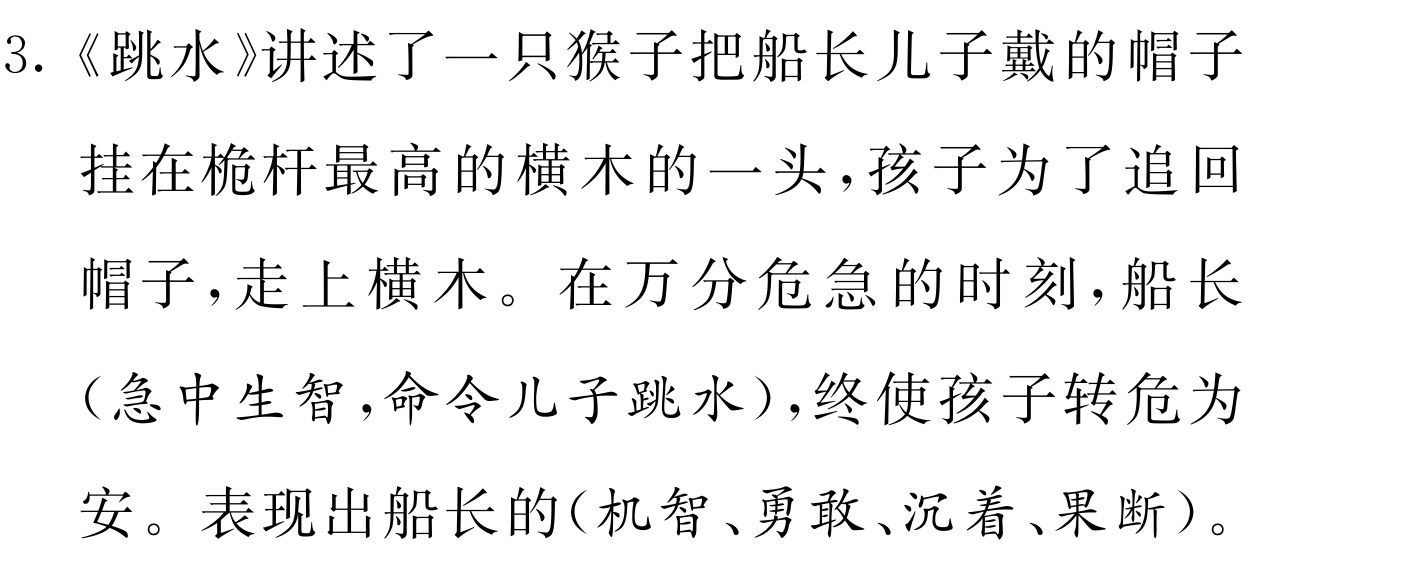 3.《跳水》讲述了一只猴子把船长儿子戴的帽子
挂在桅杆最高的横木的一头,孩子为了追回
帽子,走上横木。在万分危急的时刻,船长
(急中生智,命令儿子跳水),终使孩子转危为
安。表现出船长的(机智、勇敢、沉着、果断)。